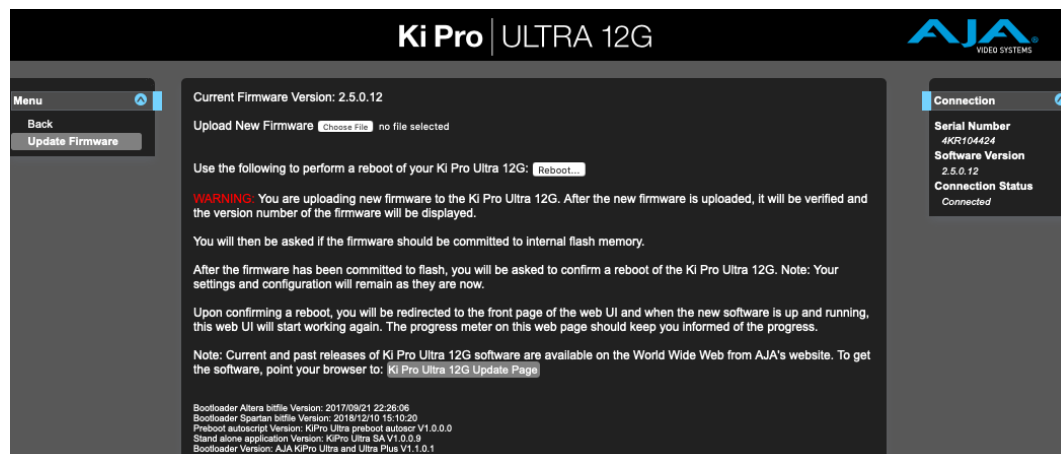 Ki Pro ULTRA 12G
AJA
VIDEO SYSTEMS
Menu
Back
Update Firmware
Current Firmware Version: 2.5.0.12
Upload New Firmware Choose File no file selected
Use the following to perform a reboot of your Ki Pro Ultra 12G: Reboot...
WARNING: You are uploading new firmware to the Ki Pro Ultra 12G. After the new firmware is uploaded, it will be verified and
the version number of the firmware will be displayed.
You will then be asked if the firmware should be committed to internal flash memory.
After the firmware has been committed to flash, you will be asked to confirm a reboot of the Ki Pro Ultra 12G. Note: Your
settings and configuration will remain as they are now.
Upon confirming a reboot, you will be redirected to the front page of the web UI and when the new software is up and running,
this web UI will start working again. The progress meter on this web page should keep you informed of the progress.
Note: Current and past releases of Ki Pro Ultra 12G software are available on the World Wide Web from AJA's website. To get
the software, point your browser to: Ki Pro Ultra 12G Update Page
Bootloader Altera bitfile Version: 2017/09/21 22:26:06
Bootloader Spartan bitfile Version: 2018/12/10 15:10:20
Preboot autoscript Version: KiPro Ultra preboot autoscr V1.0.0.0
Stand alone application Version: KiPro Ultra SA V1.0.0.9
Bootloader Version: AJA KiPro Ultra and Ultra Plus V1.1.0.1
Connection
Serial Number
4KR104424
Software Version
2.5.0.12
Connection Status
Connected